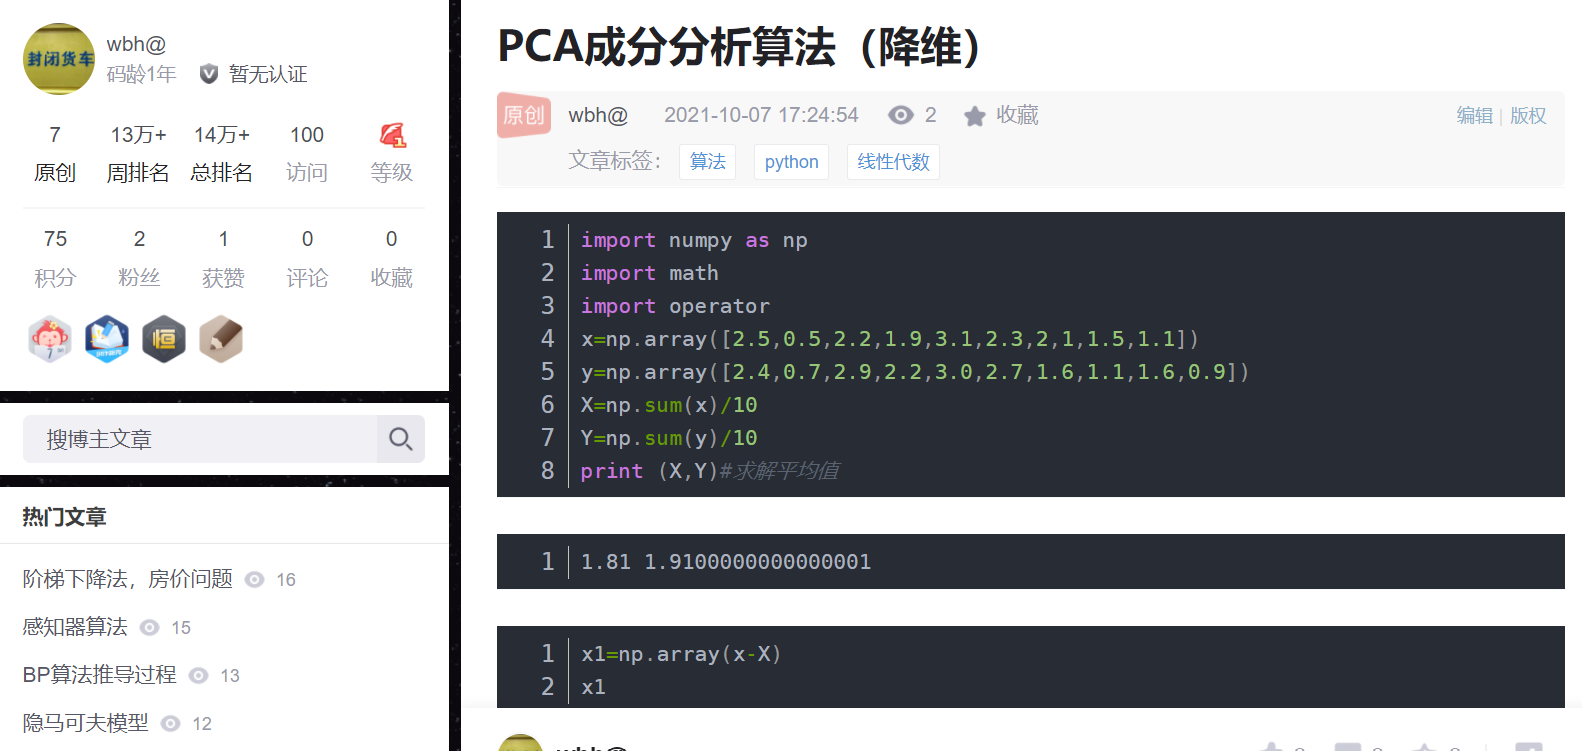 封闭货车
wbh@
码龄1年 暂无认证
7 13万+ 14万+ 100 1
原创 周排名 总排名 访问 等级
75 2 1 0 0
积分 粉丝 获赞 评论 收藏
7
恒
搜博主文章
热门文章
阶梯下降法，房价问题 16
感知器算法 15
BP算法推导过程 13
隐马可夫模型 12
PCA成分分析算法（降维）
原创 wbh@ 2021-10-07 17:24:54 2 收藏 编辑 | 版权
文章标签： 算法 python 线性代数
1 import numpy as np
2 import math
3 import operator
4 x=np.array([2.5,0.5,2.2,1.9,3.1,2.3,2,1,1.5,1.1])
5 y=np.array([2.4,0.7,2.9,2.2,3.0,2.7,1.6,1.1,1.6,0.9])
6 X=np.sum(x)/10
7 Y=np.sum(y)/10
8 print (X,Y)#求解平均值
1 1.81 1.9100000000000001
1 x1=np.array(x-X)
2 x1
wbh@